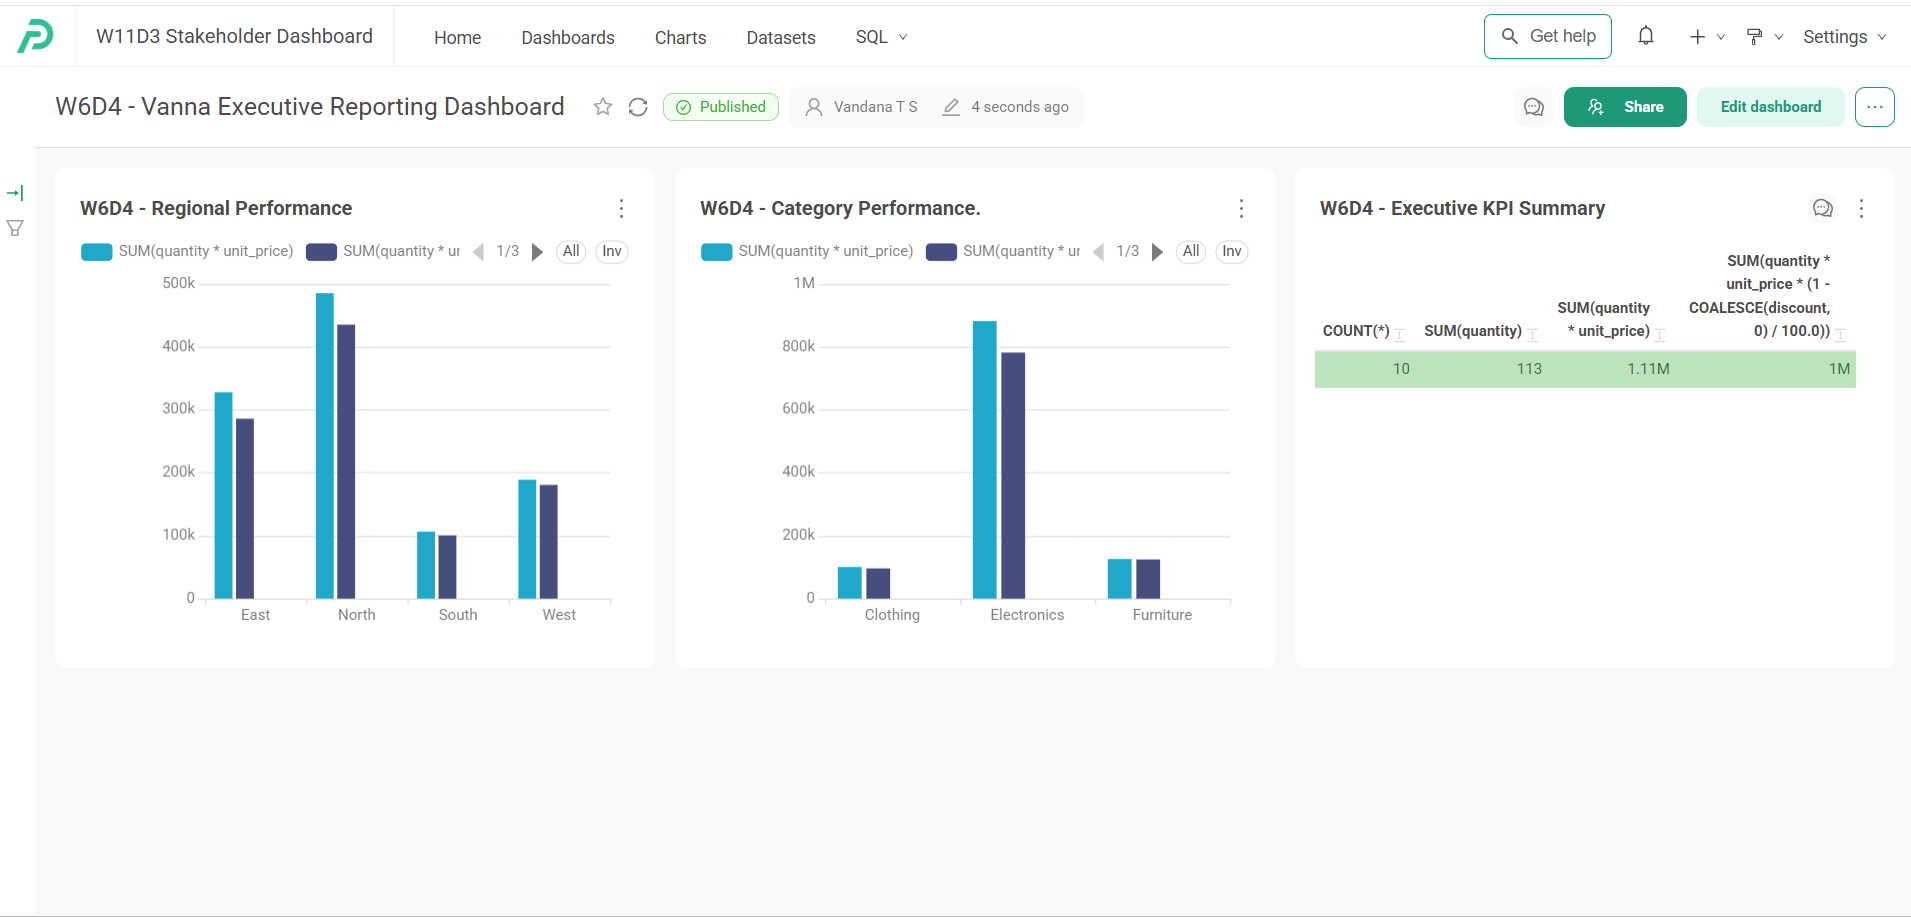 W11D3 Stakeholder Dashboard
Home
Dashboards
Charts
Datasets
SQL
Get help
Settings
W6D4 - Vanna Executive Reporting Dashboard
Published
Vandana T S
4 seconds ago
Share
Edit dashboard
W6D4 - Regional Performance
SUM(quantity * unit_price)
SUM(quantity * ur
1/3
All
Inv
500k
400k
300k
200k
100k
0
East
North
South
West
W6D4 - Category Performance.
SUM(quantity * unit_price)
SUM(quantity * ur
1/3
All
Inv
1M
800k
600k
400k
200k
0
Clothing
Electronics
Furniture
W6D4 - Executive KPI Summary
COUNT(*)
SUM(quantity)
SUM(quantity
* unit_price)
SUM(quantity *
unit_price * (1 -
COALESCE(discount,
0) / 100.0))
10
113
1.11M
1M